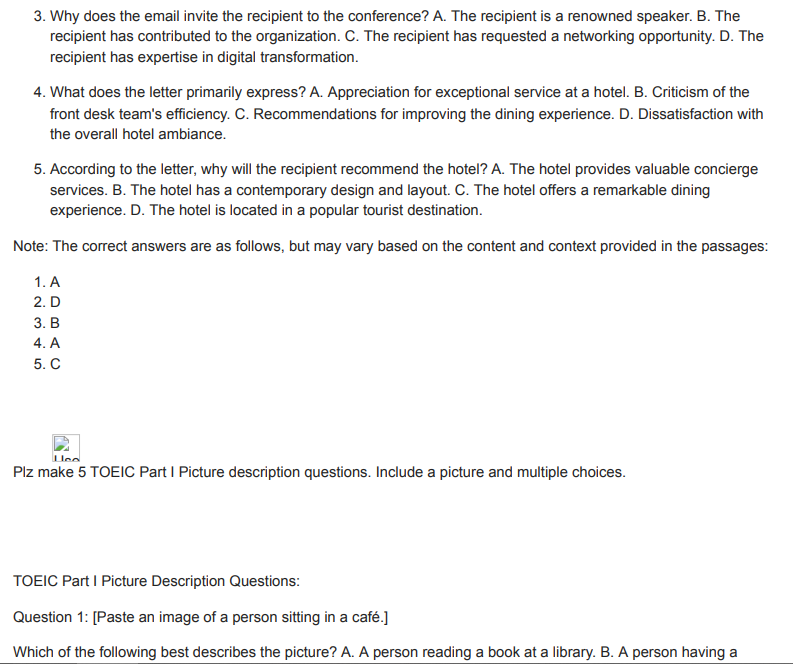 3. Why does the email invite the recipient to the conference? A. The recipient is a renowned speaker. B. The
recipient has contributed to the organization. C. The recipient has requested a networking opportunity. D. The
recipient has expertise in digital transformation.
4. What does the letter primarily express? A. Appreciation for exceptional service at a hotel. B. Criticism of the
front desk team's efficiency. C. Recommendations for improving the dining experience. D. Dissatisfaction with
the overall hotel ambiance.
5. According to the letter, why will the recipient recommend the hotel? A. The hotel provides valuable concierge
services. B. The hotel has a contemporary design and layout. C. The hotel offers a remarkable dining
experience. D. The hotel is located in a popular tourist destination.
Note: The correct answers are as follows, but may vary based on the content and context provided in the passages:
1. A
2. D
3. B
4. A
5. C
Plz make 5 TOEIC Part I Picture description questions. Include a picture and multiple choices.
TOEIC Part I Picture Description Questions:
Question 1: [Paste an image of a person sitting in a café.]
Which of the following best describes the picture? A. A person reading a book at a library. B. A person having a